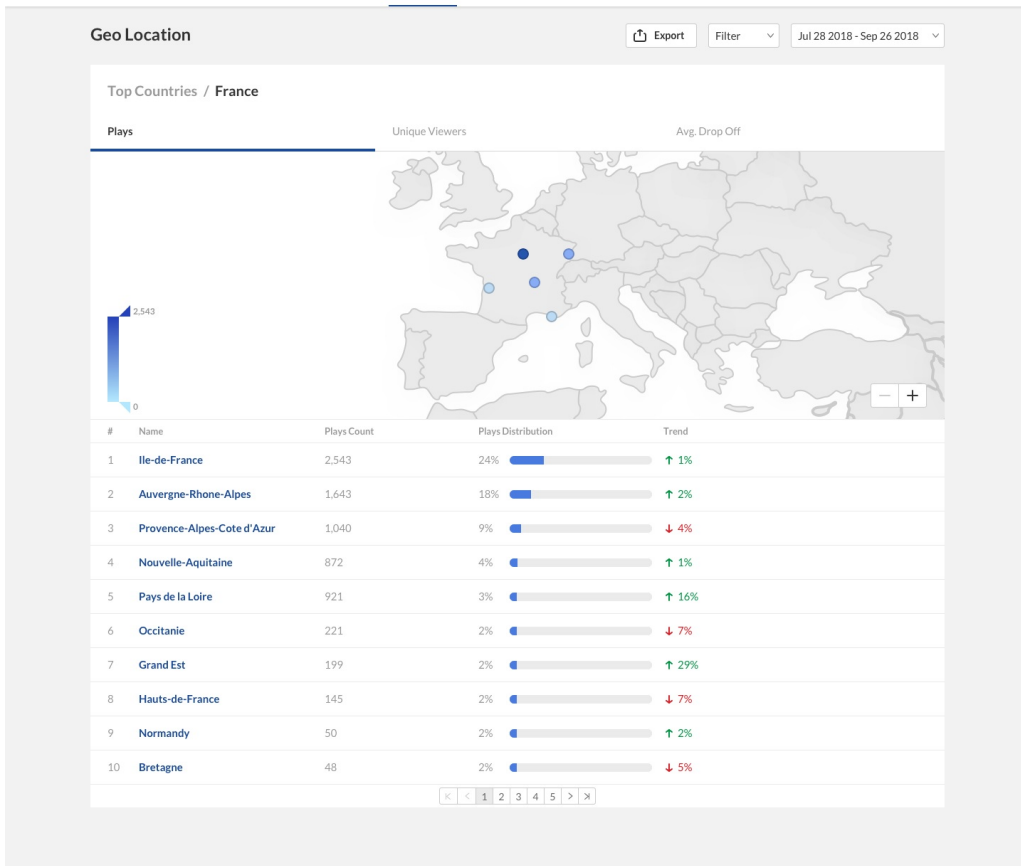 Geo Location
Export
Filter
Jul 28 2018 - Sep 26 2018
Top Countries / France
Plays Unique Viewers Avg. Drop Off
2,543
0
# Name Plays Count Plays Distribution Trend
1 Ile-de-France 2,543 24% ↑ 1%
2 Auvergne-Rhone-Alpes 1,643 18% ↑ 2%
3 Provence-Alpes-Cote d'Azur 1,040 9% ↓ 4%
4 Nouvelle-Aquitaine 872 4% ↑ 1%
5 Pays de la Loire 921 3% ↑ 16%
6 Occitanie 221 2% ↓ 7%
7 Grand Est 199 2% ↑ 29%
8 Hauts-de-France 145 2% ↓ 7%
9 Normandy 50 2% ↑ 2%
10 Bretagne 48 2% ↓ 5%
1 2 3 4 5